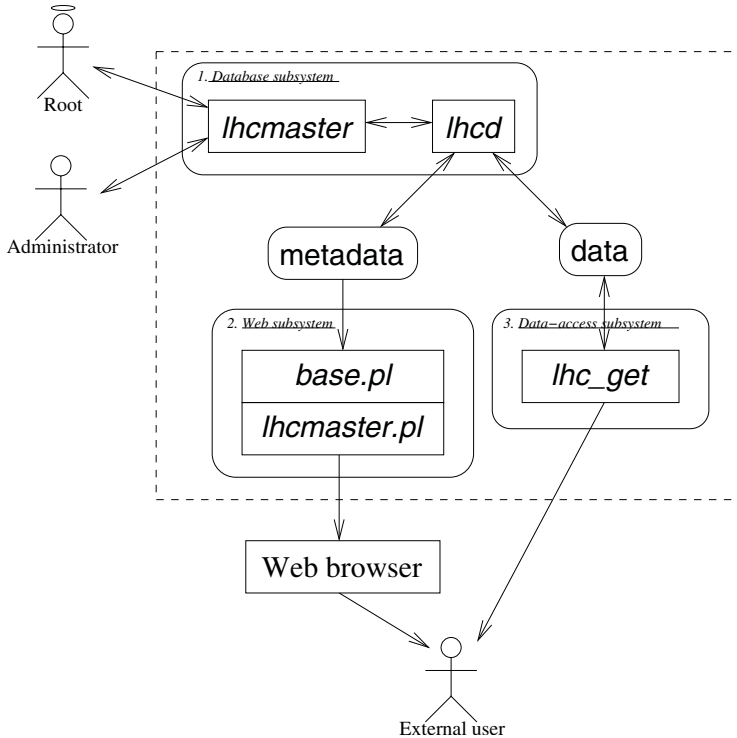 Root
1. Database subsystem
lhcmaster
lhcd
Administrator
metadata
data
2. Web subsystem
3. Data-access subsystem
base.pl
lhc_get
lhcmaster.pl
Web browser
External user